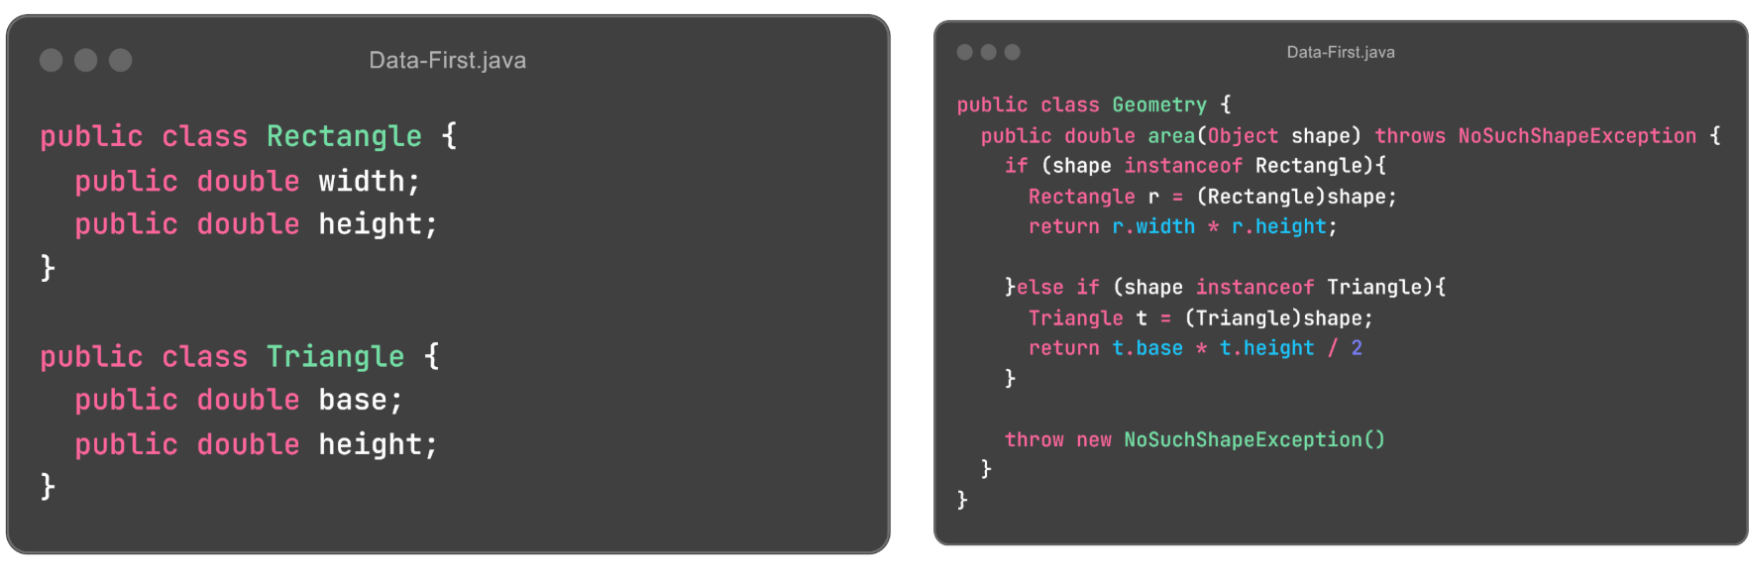 Data-First.java
public class Rectangle {
  public double width;
  public double height;
}
public class Triangle {
  public double base;
  public double height;
}
Data-First.java
public class Geometry {
  public double area(Object shape) throws NoSuchShapeException {
    if (shape instanceof Rectangle){
      Rectangle r = (Rectangle)shape;
      return r.width * r.height;
    }else if (shape instanceof Triangle){
      Triangle t = (Triangle)shape;
      return t.base * t.height / 2
    }
    throw new NoSuchShapeException()
  }
}